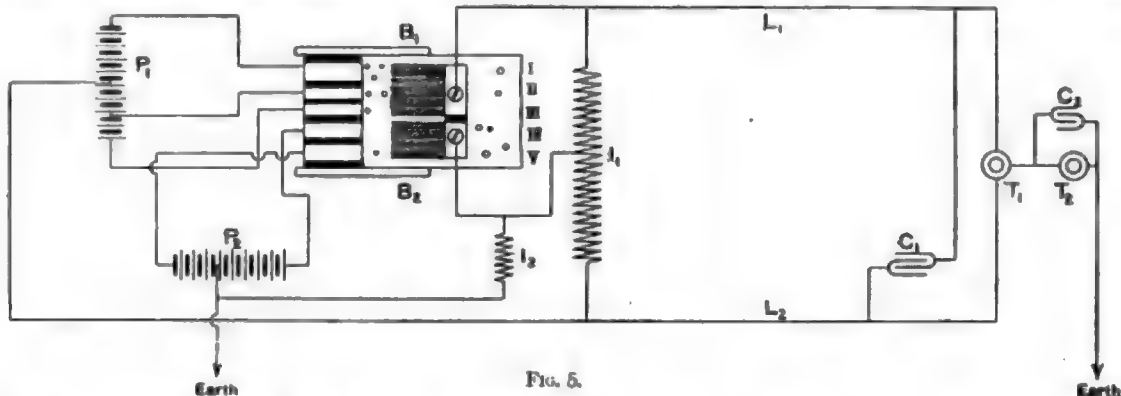 B₁
L₁
P₁
I
II
III
IV
V
C₂
I₁
T₁
T₂
B₂
P₂
I₂
C₁
L₂
Earth
FIG. 5.
Earth